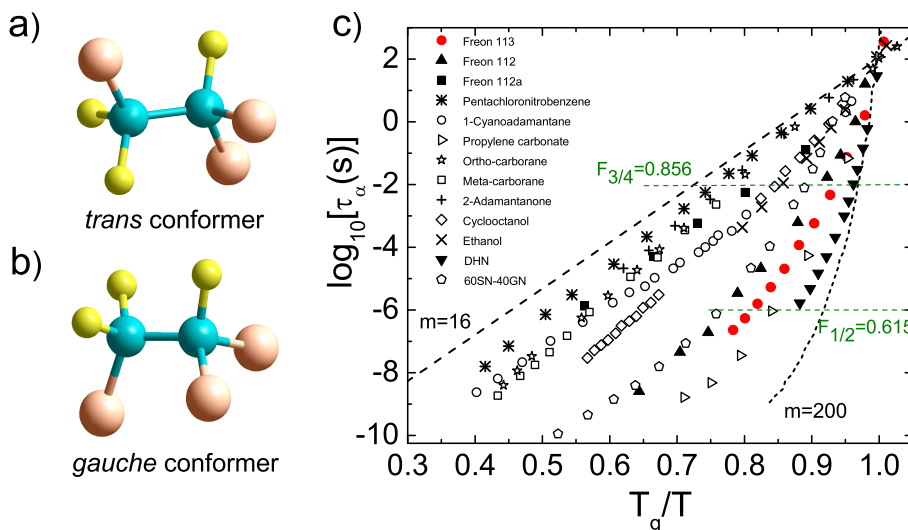 a)
trans conformer
b)
gauche conformer
c)
log10[τα(s)]
2
0
-2
-4
-6
-8
-10
Freon 113
Freon 112
Freon 112a
Pentachloronitrobenzene
1-Cyanoadamantane
Propylene carbonate
Ortho-carborane
Meta-carborane
2-Adamantanone
Cyclooctanol
Ethanol
DHN
60SN-40GN
F3/4=0.856
F1/2=0.615
m=16
m=200
0.3 0.4 0.5 0.6 0.7 0.8 0.9 1.0
Tg/T